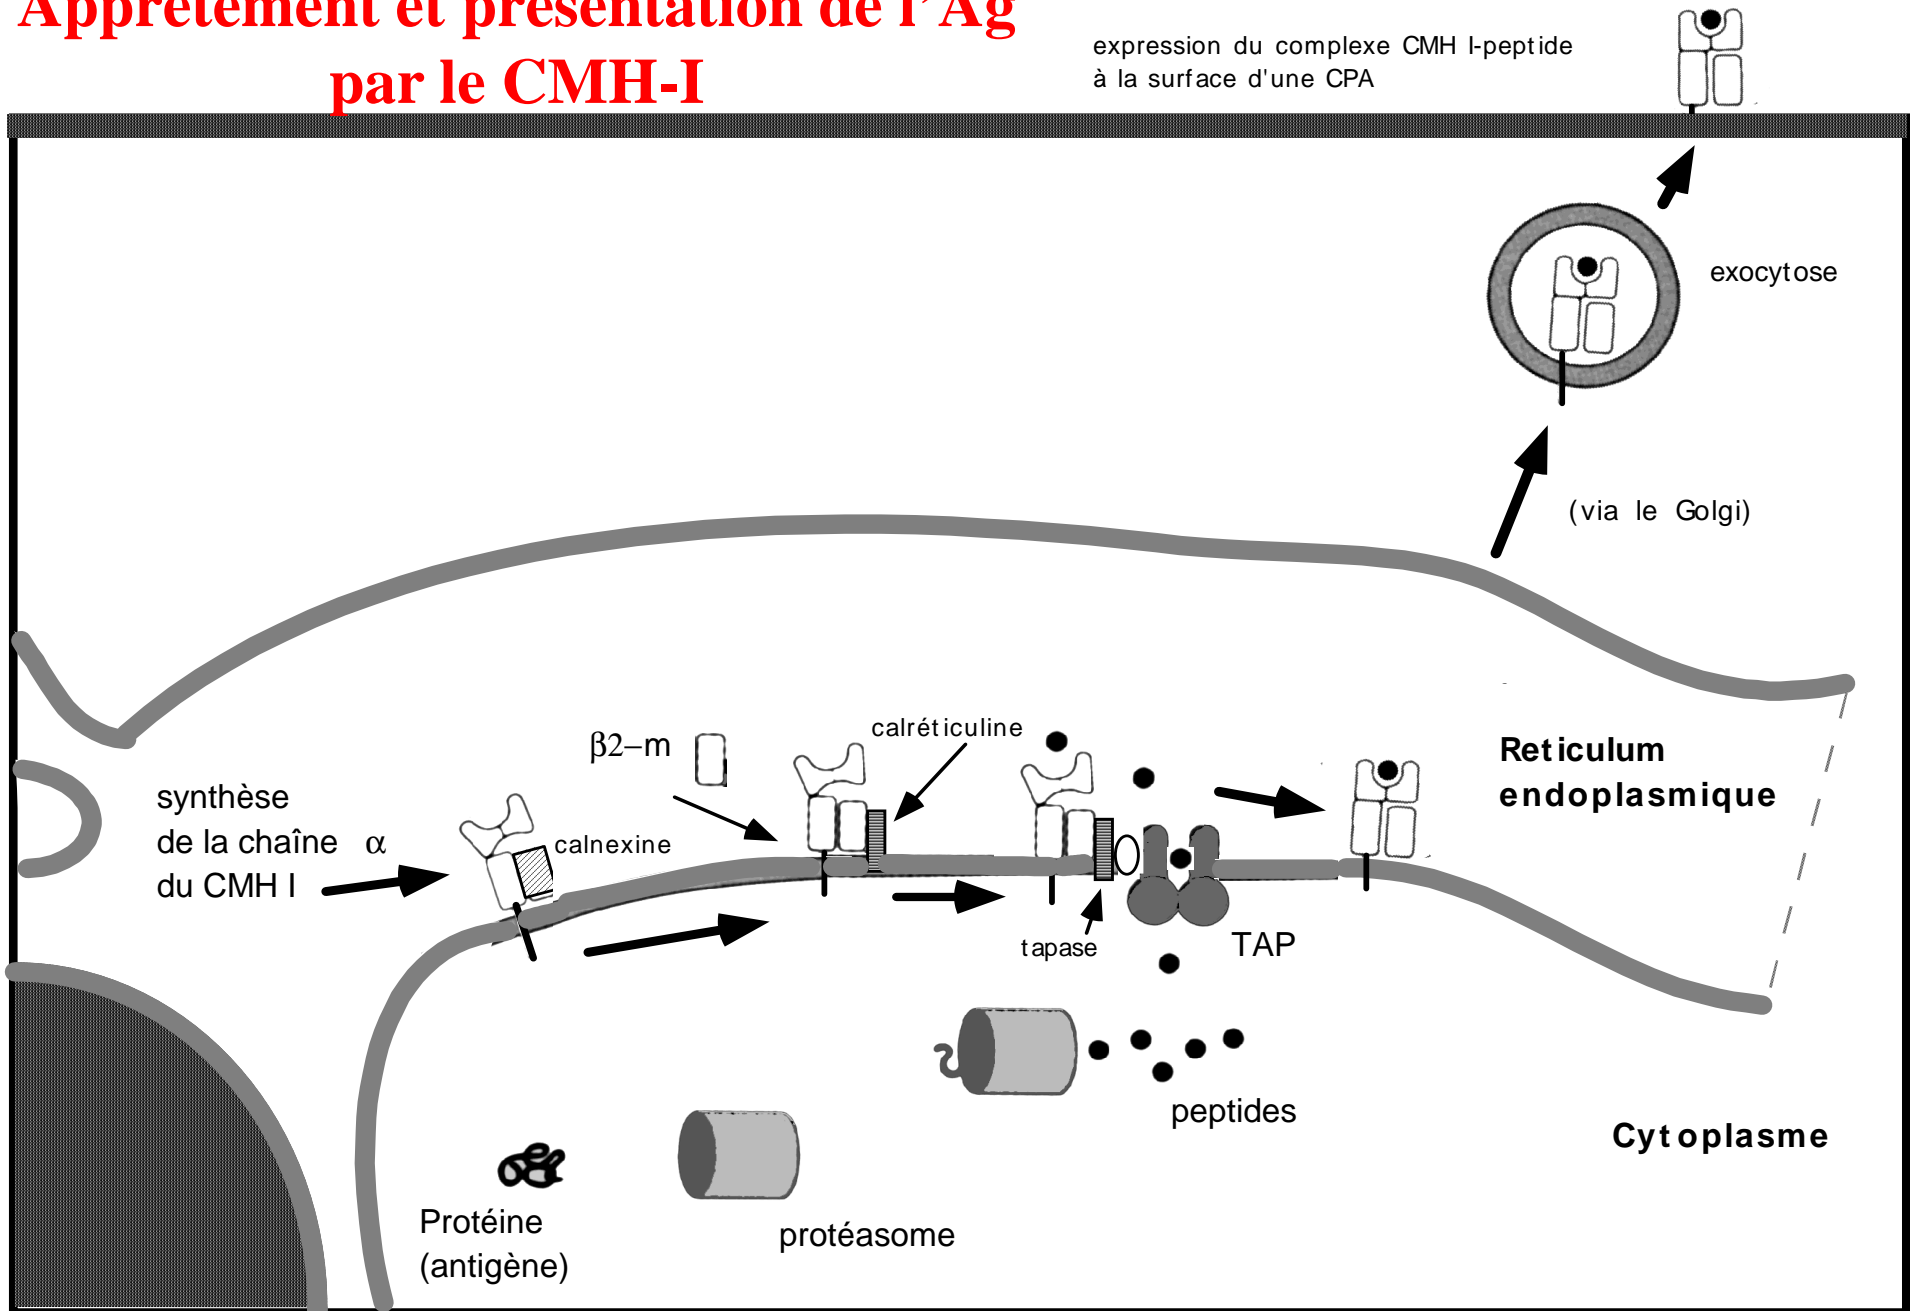 Apprêtement et présentation de l'Ag
par le CMH-I
expression du complexe CMH I-peptide
à la surface d'une CPA
exocytose
(via le Golgi)
β2–m
calréticuline
Reticulum
endoplasmique
synthèse
de la chaîne α
du CMH I
calnexine
tapase
TAP
peptides
Cytoplasme
Protéine
(antigène)
protéasome